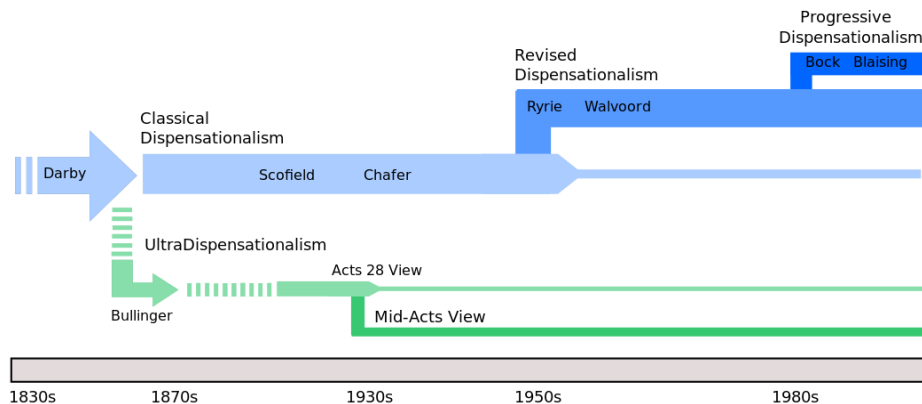 Progressive
Dispensationalism
Bock Blaising
Revised
Dispensationalism
Ryrie Walvoord
Classical
Dispensationalism
Darby
Scofield Chafer
UltraDispensationalism
Acts 28 View
Bullinger
Mid-Acts View
1830s 1870s 1930s 1950s 1980s